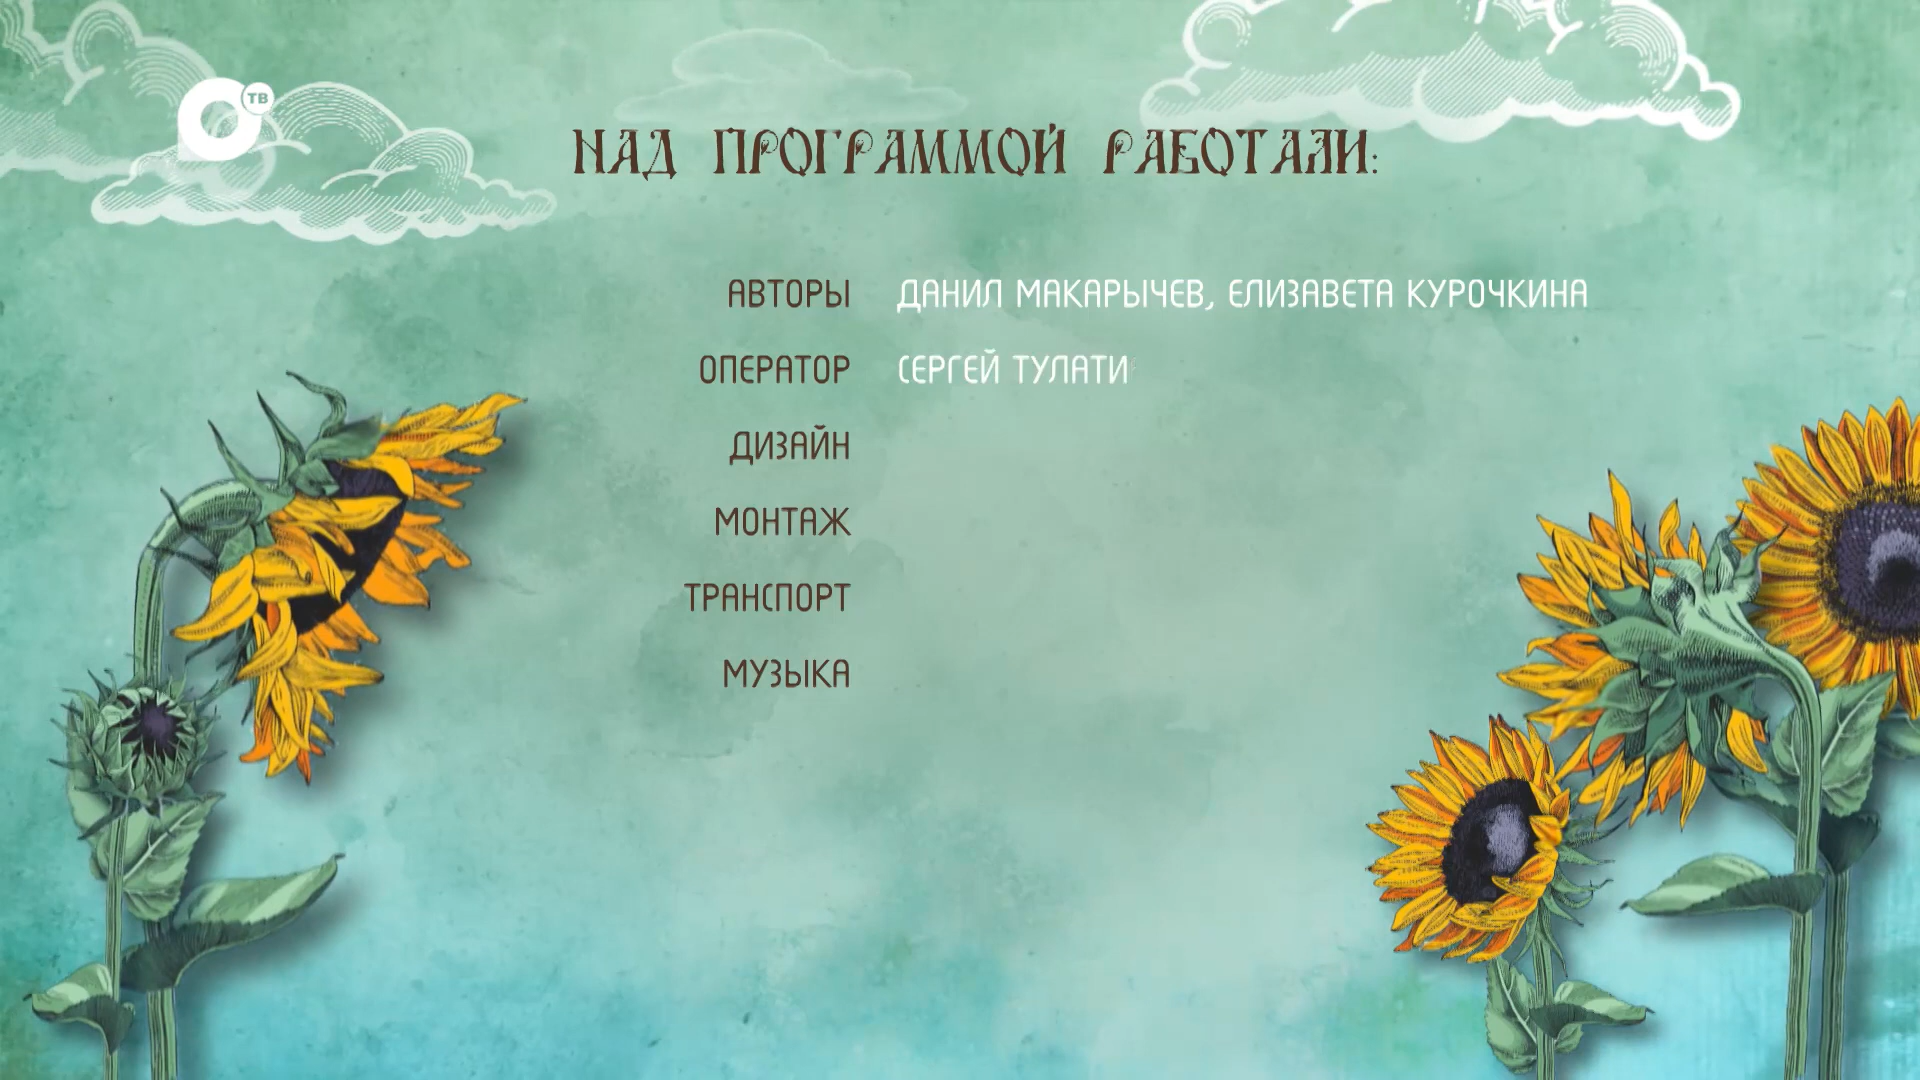 ТВ
НАД ПРОГРАММОЙ РАБОТАЛИ:
АВТОРЫ ДАНИЛ МАКАРЫЧЕВ, ЕЛИЗАВЕТА КУРОЧКИНА
ОПЕРАТОР СЕРГЕЙ ТУЛАТИ
ДИЗАЙН
МОНТАЖ
ТРАНСПОРТ
МУЗЫКА